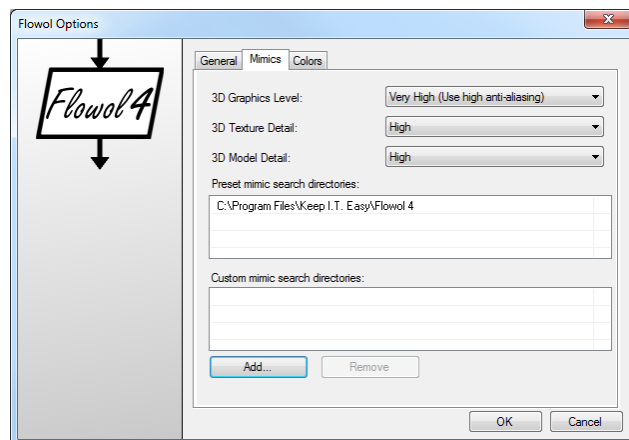 Flowol Options
Flowol 4
General Mimics Colors
3D Graphics Level: Very High (Use high anti-aliasing)
3D Texture Detail: High
3D Model Detail: High
Preset mimic search directories:
C:\Program Files\Keep I.T. Easy\Flowol 4
Custom mimic search directories:
Add... Remove
OK Cancel